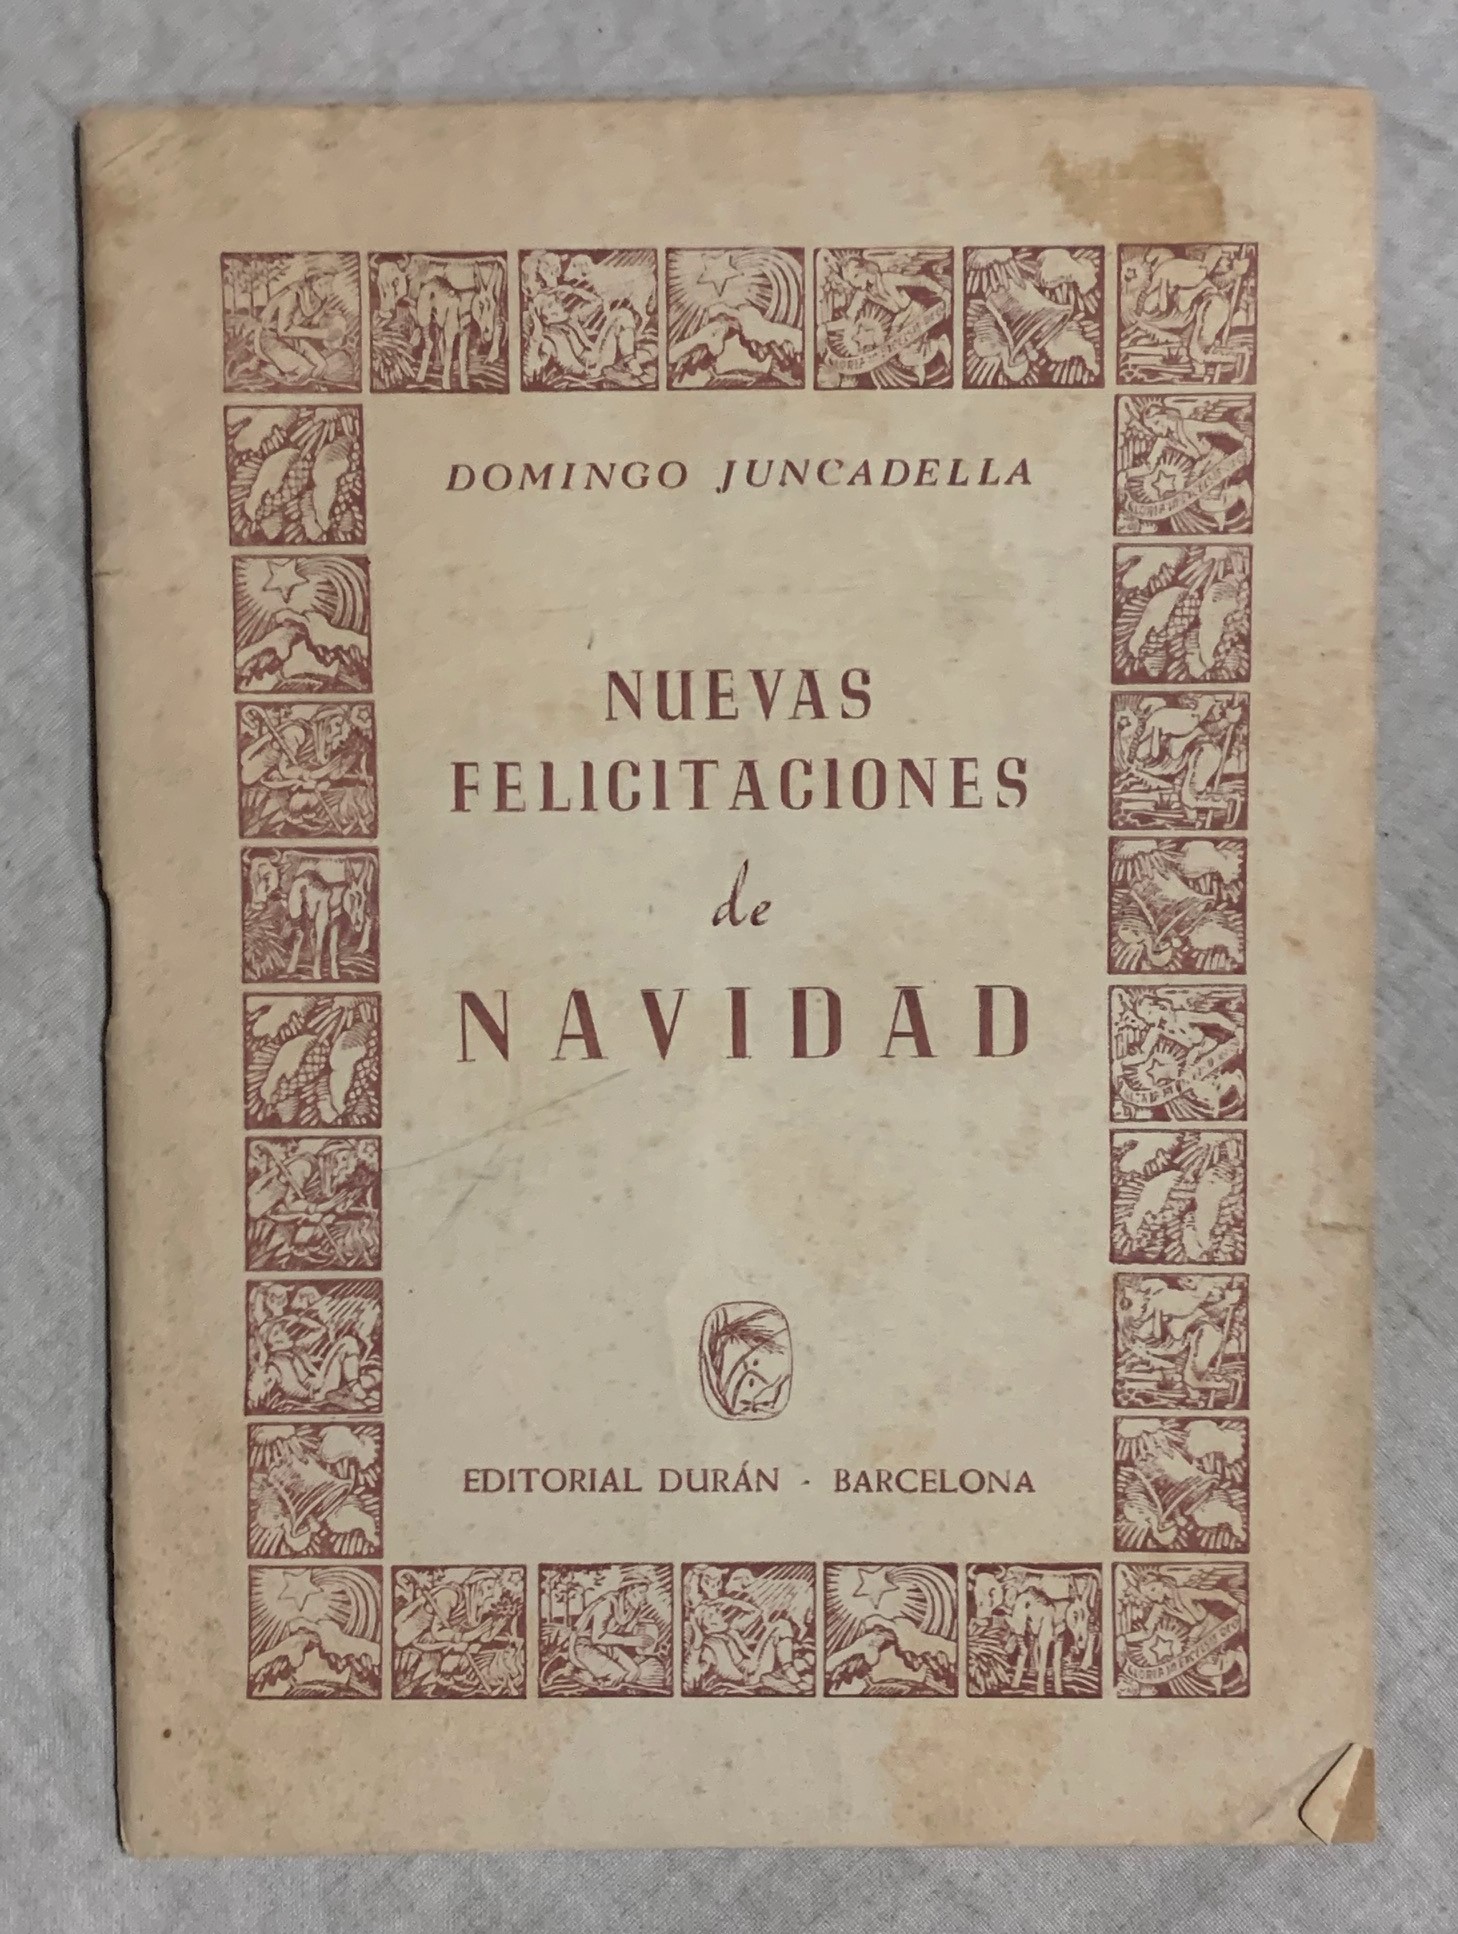 DOMINGO JUNCADELLA
NUEVAS
FELICITACIONES
de
NAVIDAD
EDITORIAL DURÁN - BARCELONA